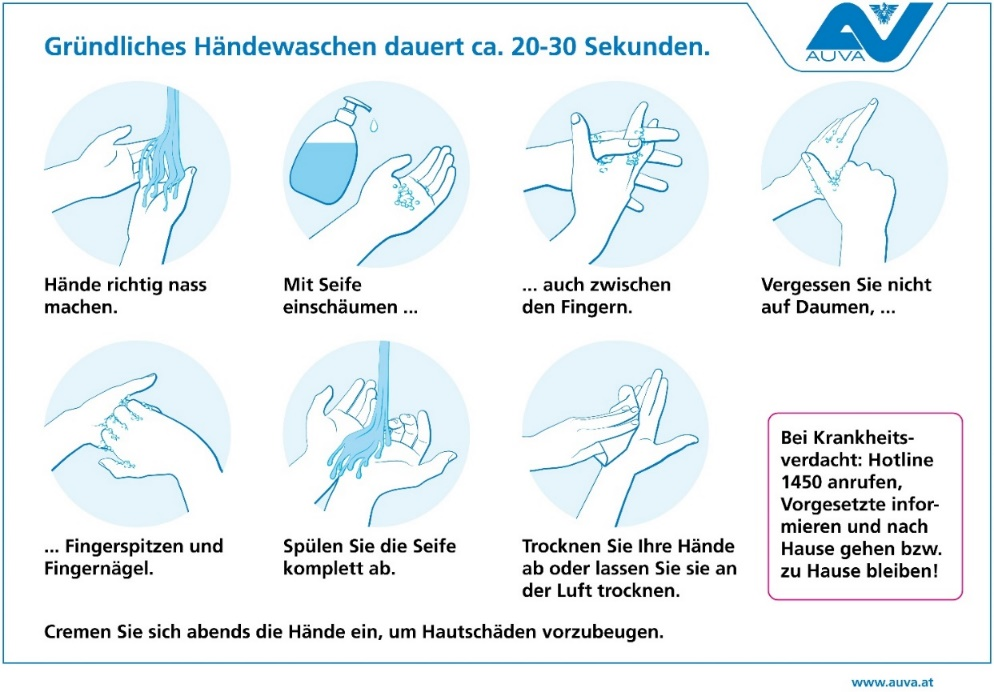 Gründliches Händewaschen dauert ca. 20-30 Sekunden.
AUVA
Hände richtig nass
machen.
Mit Seife
einschäumen ...
... auch zwischen
den Fingern.
Vergessen Sie nicht
auf Daumen, ...
... Fingerspitzen und
Fingernägel.
Spülen Sie die Seife
komplett ab.
Trocknen Sie Ihre Hände
ab oder lassen Sie sie an
der Luft trocknen.
Bei Krankheits-
verdacht: Hotline
1450 anrufen,
Vorgesetzte infor-
mieren und nach
Hause gehen bzw.
zu Hause bleiben!
Cremen Sie sich abends die Hände ein, um Hautschäden vorzubeugen.
www.auva.at